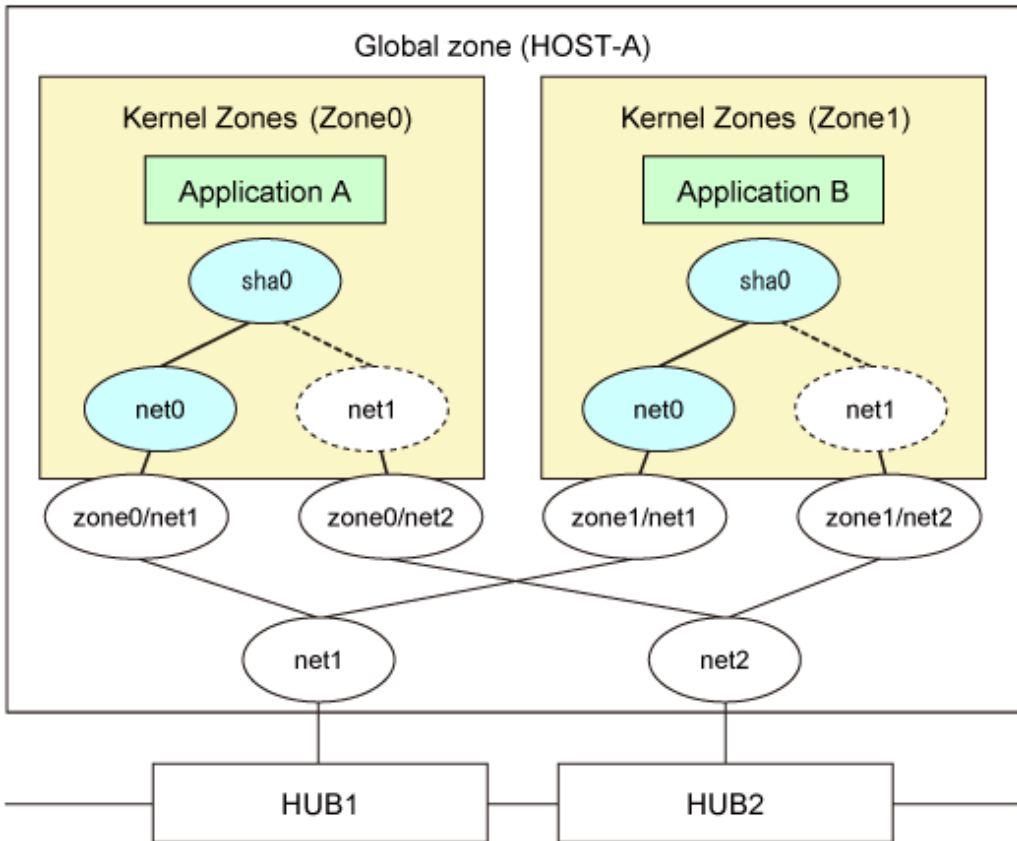 Global zone (HOST-A)
Kernel Zones (Zone0)
Kernel Zones (Zone1)
Application A
Application B
sha0
sha0
net0
net1
net0
net1
zone0/net1
zone0/net2
zone1/net1
zone1/net2
net1
net2
HUB1
HUB2